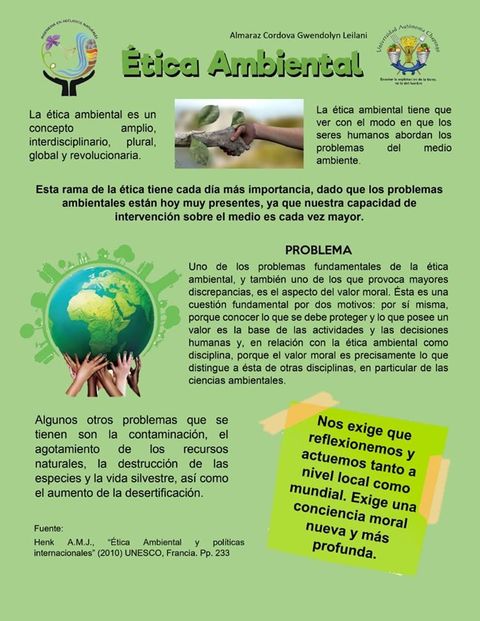 Almaraz Cordova Gwendolyn Leilani
Ética Ambiental
La ética ambiental es un
concepto amplio,
interdisciplinario, plural,
global y revolucionaria.
La ética ambiental tiene que
ver con el modo en que los
seres humanos abordan los
problemas del medio
ambiente.
Esta rama de la ética tiene cada día más importancia, dado que los problemas
ambientales están hoy muy presentes, ya que nuestra capacidad de
intervención sobre el medio es cada vez mayor.
PROBLEMA
Uno de los problemas fundamentales de la ética
ambiental, y también uno de los que provoca mayores
discrepancias, es el aspecto del valor moral. Ésta es una
cuestión fundamental por dos motivos: por sí misma,
porque conocer lo que se debe proteger y lo que posee un
valor es la base de las actividades y las decisiones
humanas y, en relación con la ética ambiental como
disciplina, porque el valor moral es precisamente lo que
distingue a ésta de otras disciplinas, en particular de las
ciencias ambientales.
Algunos otros problemas que se
tienen son la contaminación, el
agotamiento de los recursos
naturales, la destrucción de las
especies y la vida silvestre, así como
el aumento de la desertificación.
Nos exige que
reflexionemos y
actuemos tanto a
nivel local como
mundial. Exige una
conciencia moral
nueva y más
profunda.
Fuente:
Henk A.M.J., “Ética Ambiental y políticas
internacionales” (2010) UNESCO, Francia. Pp. 233